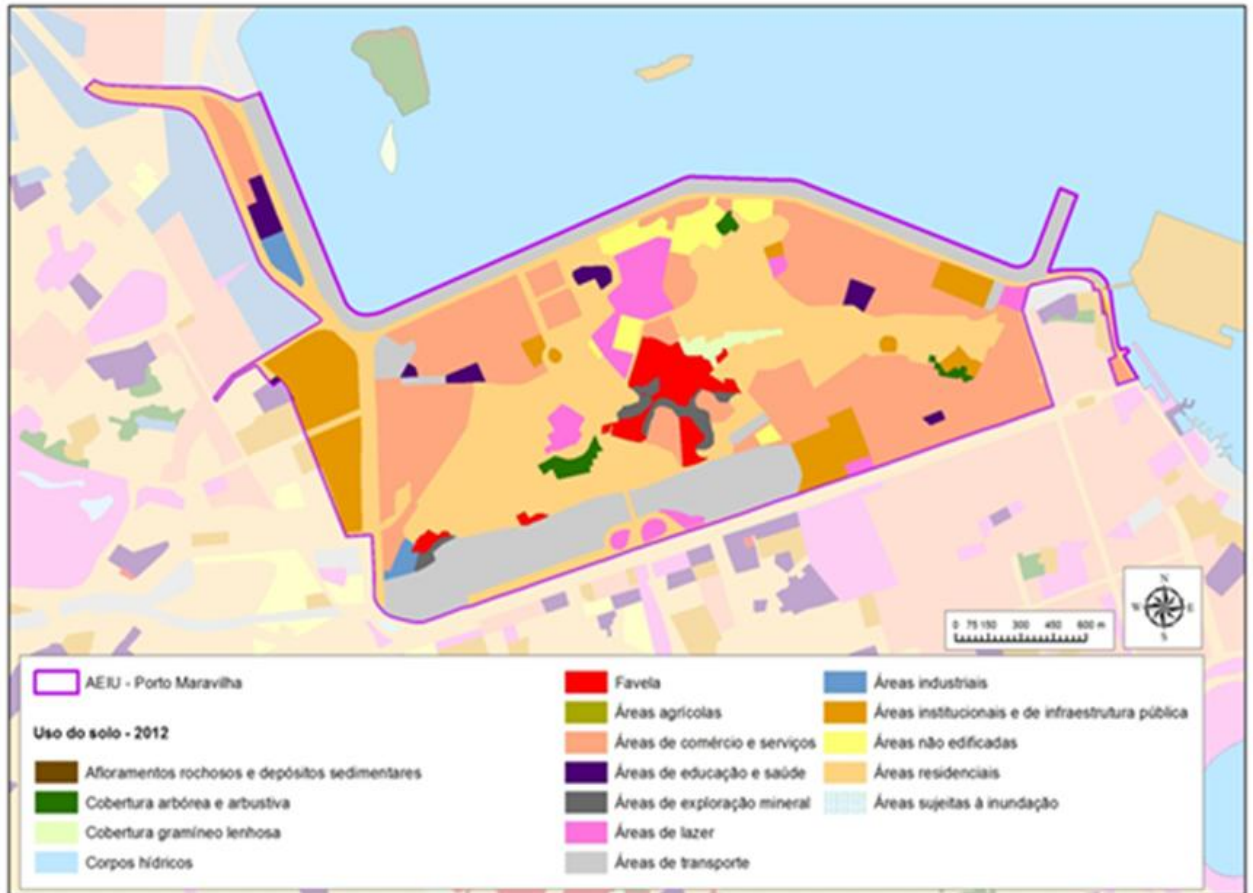 N
W E
S
0 75 150 300 450 600 m
AEIU - Porto Maravilha
Uso do solo - 2012
Afloramentos rochosos e depósitos sedimentares
Cobertura arbórea e arbustiva
Cobertura gramíneo lenhosa
Corpos hídricos
Favela
Áreas agrícolas
Áreas de comércio e serviços
Áreas de educação e saúde
Áreas de exploração mineral
Áreas de lazer
Áreas de transporte
Áreas industriais
Áreas institucionais e de infraestrutura pública
Áreas não edificadas
Áreas residenciais
Áreas sujeitas à inundação